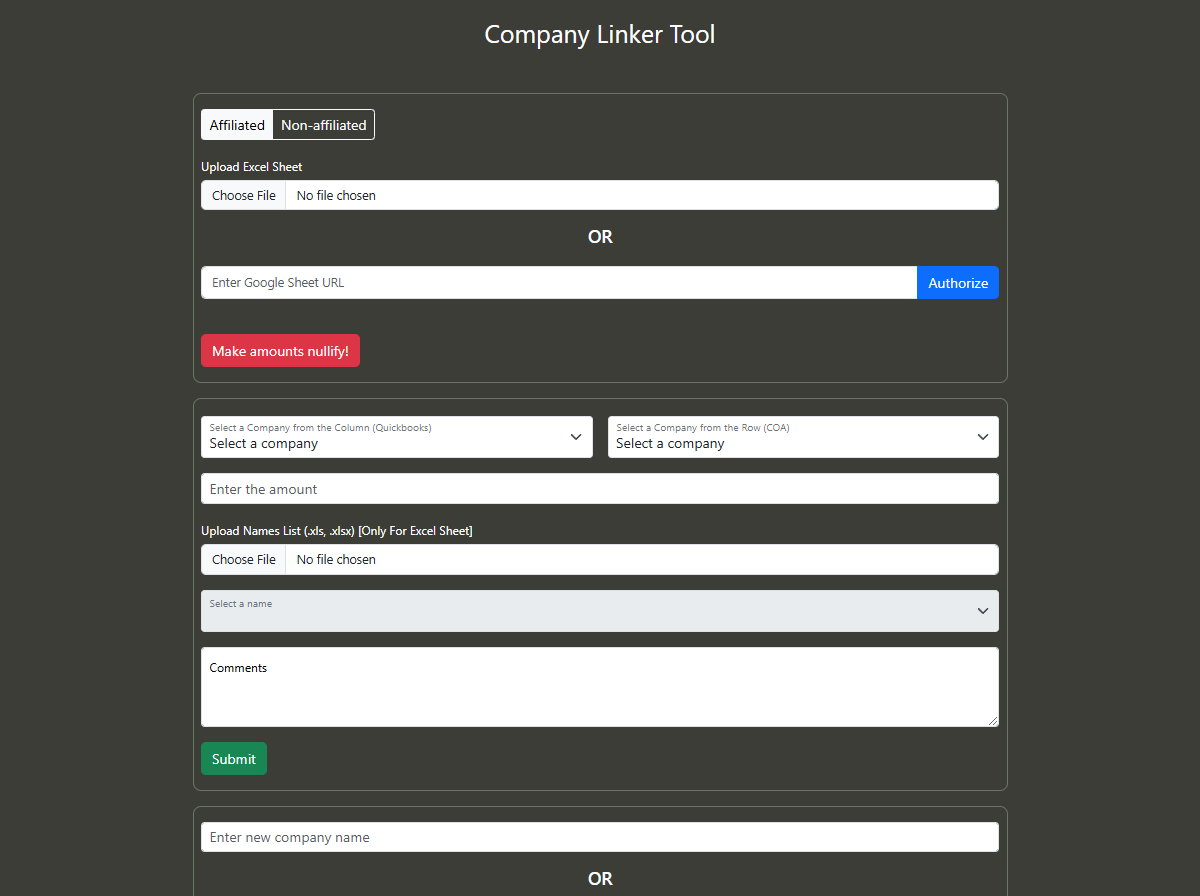 Company Linker Tool
Affiliated Non-affiliated
Upload Excel Sheet
Choose File No file chosen
OR
Enter Google Sheet URL Authorize
Make amounts nullify!
Select a Company from the Column (Quickbooks) Select a Company from the Row (COA)
Select a company Select a company
Enter the amount
Upload Names List (.xls, .xlsx) [Only For Excel Sheet]
Choose File No file chosen
Select a name
Comments
Submit
Enter new company name
OR